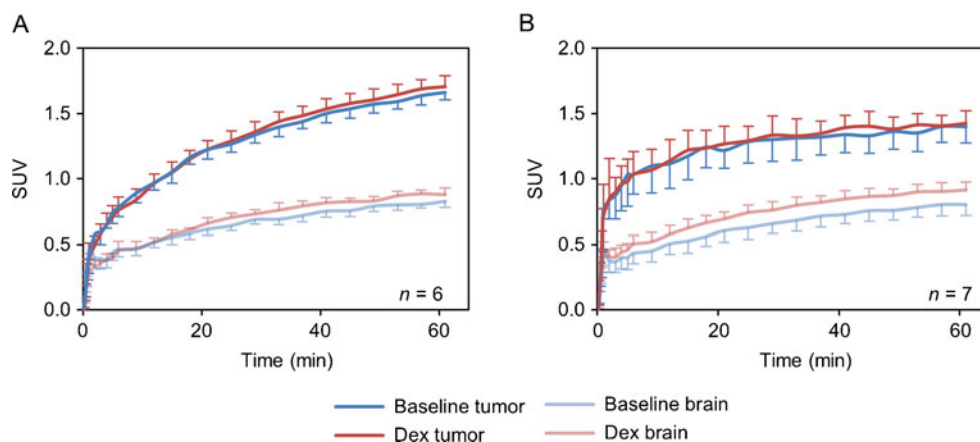 A
B
2.0
1.5
1.0
0.5
0.0
SUV
0
20
40
60
Time (min)
n = 6
2.0
1.5
1.0
0.5
0.0
SUV
0
20
40
60
Time (min)
n = 7
Baseline tumor
Baseline brain
Dex tumor
Dex brain